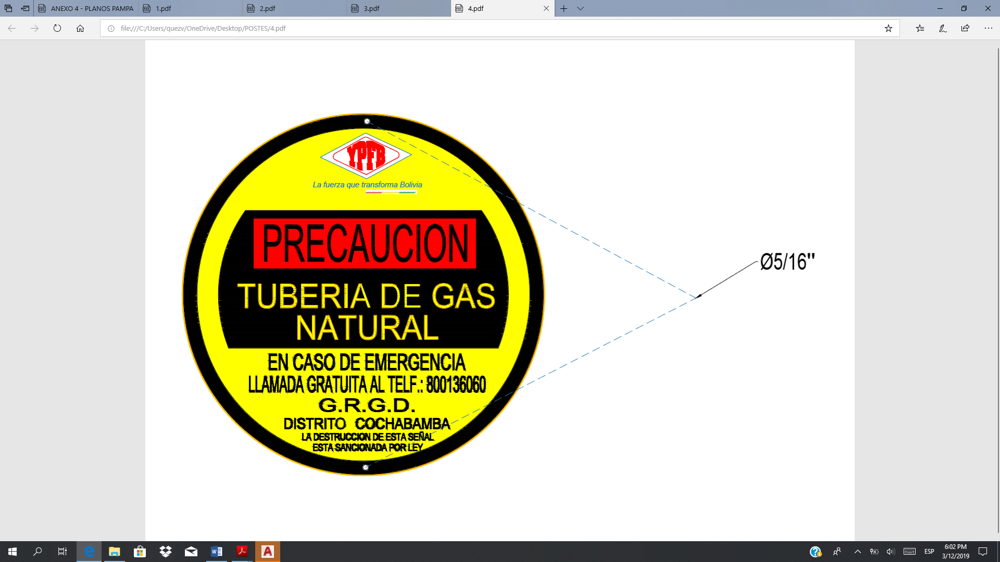 ANEXO 4 - PLANOS PAMPA
1.pdf
2.pdf
3.pdf
4.pdf
file:///C:/Users/quezv/OneDrive/Desktop/POSTES/4.pdf
YPFB
La fuerza que transforma Bolivia
PRECAUCION
TUBERIA DE GAS
NATURAL
EN CASO DE EMERGENCIA
LLAMADA GRATUITA AL TELF.: 800136060
G.R.G.D.
DISTRITO COCHABAMBA
LA DESTRUCCION DE ESTA SEÑAL
ESTA SANCIONADA POR LEY
Ø5/16"
ESP
6:02 PM
3/12/2019